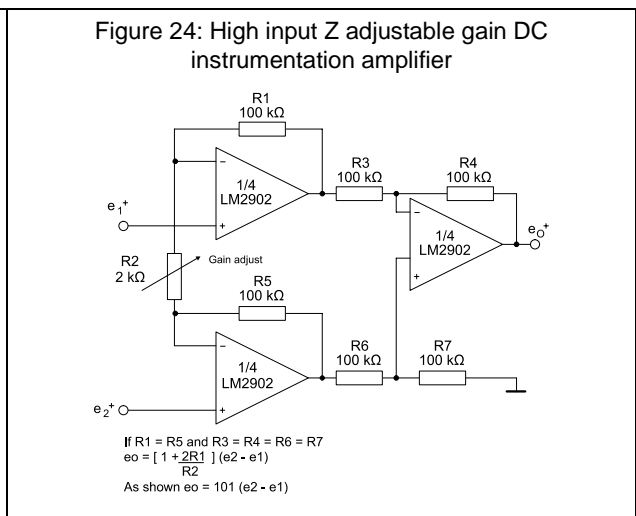 Figure 24: High input Z adjustable gain DC
instrumentation amplifier
R1
100 kΩ
R3
100 kΩ
R4
100 kΩ
1/4
LM2902
e1+
1/4
LM2902
eO+
R2
2 kΩ
Gain adjust
R5
100 kΩ
R6
100 kΩ
R7
100 kΩ
1/4
LM2902
e2+
If R1 = R5 and R3 = R4 = R6 = R7
eo = [ 1 + 2R1 ] (e2 - e1)
R2
As shown eo = 101 (e2 - e1)